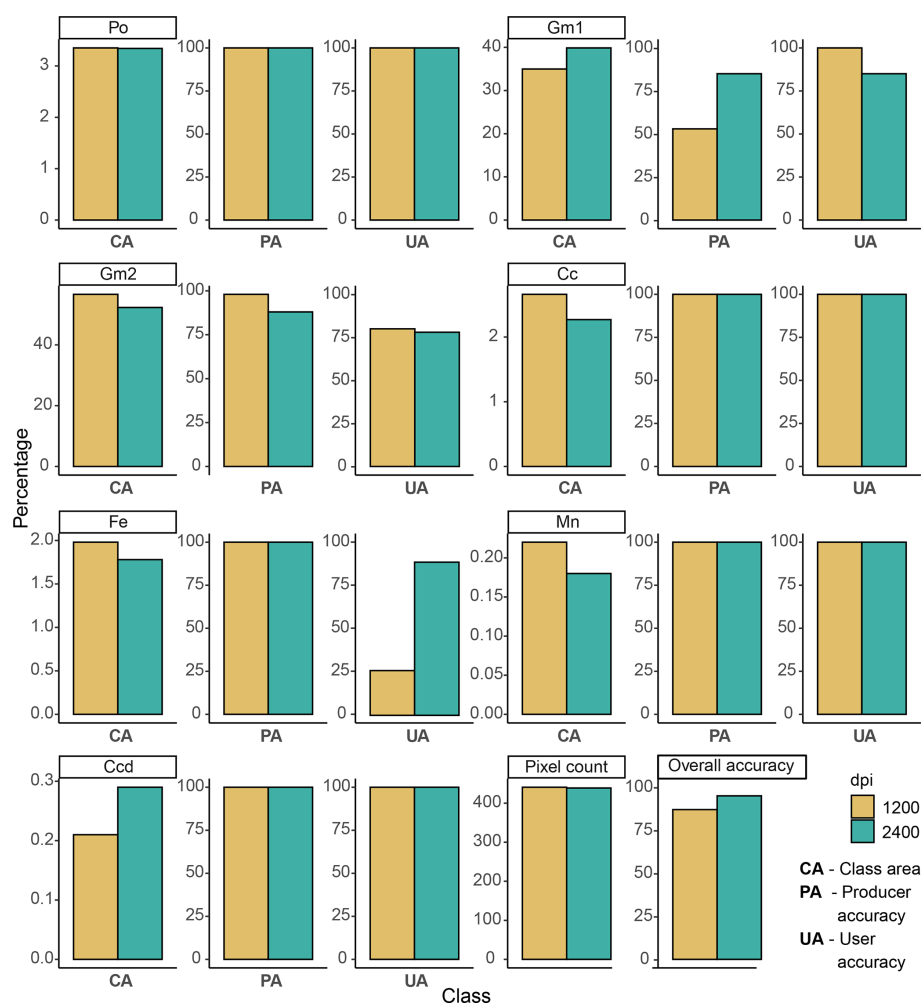 Po
Gm1
3
2
1
0
100
75
50
25
0
100
75
50
25
0
40
30
20
10
0
100
75
50
25
0
100
75
50
25
0
CA
PA
UA
CA
PA
UA
Gm2
Cc
40
20
0
100
75
50
25
0
100
75
50
25
0
2
1
0
100
75
50
25
0
100
75
50
25
0
CA
PA
UA
CA
PA
UA
Percentage
Fe
Mn
2.0
1.5
1.0
0.5
0.0
100
75
50
25
0
100
75
50
25
0
0.20
0.15
0.10
0.05
0.00
100
75
50
25
0
100
75
50
25
0
CA
PA
UA
CA
PA
UA
Ccd
Pixel count
Overall accuracy
0.3
0.2
0.1
0.0
100
75
50
25
0
100
75
50
25
0
400
300
200
100
0
100
75
50
25
0
CA
PA
UA
Class
dpi
1200
2400
CA - Class area
PA - Producer
accuracy
UA - User
accuracy